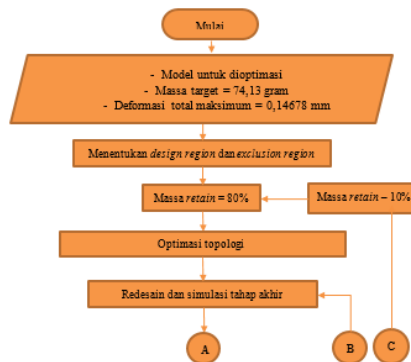 Mulai
- Model untuk dioptimasi
- Massa target = 74,13 gram
- Deformasi total maksimum = 0,14678 mm
Menentukan design region dan exclusion region
Massa retain = 80%
Massa retain – 10%
Optimasi topologi
Redesain dan simulasi tahap akhir
A
B
C